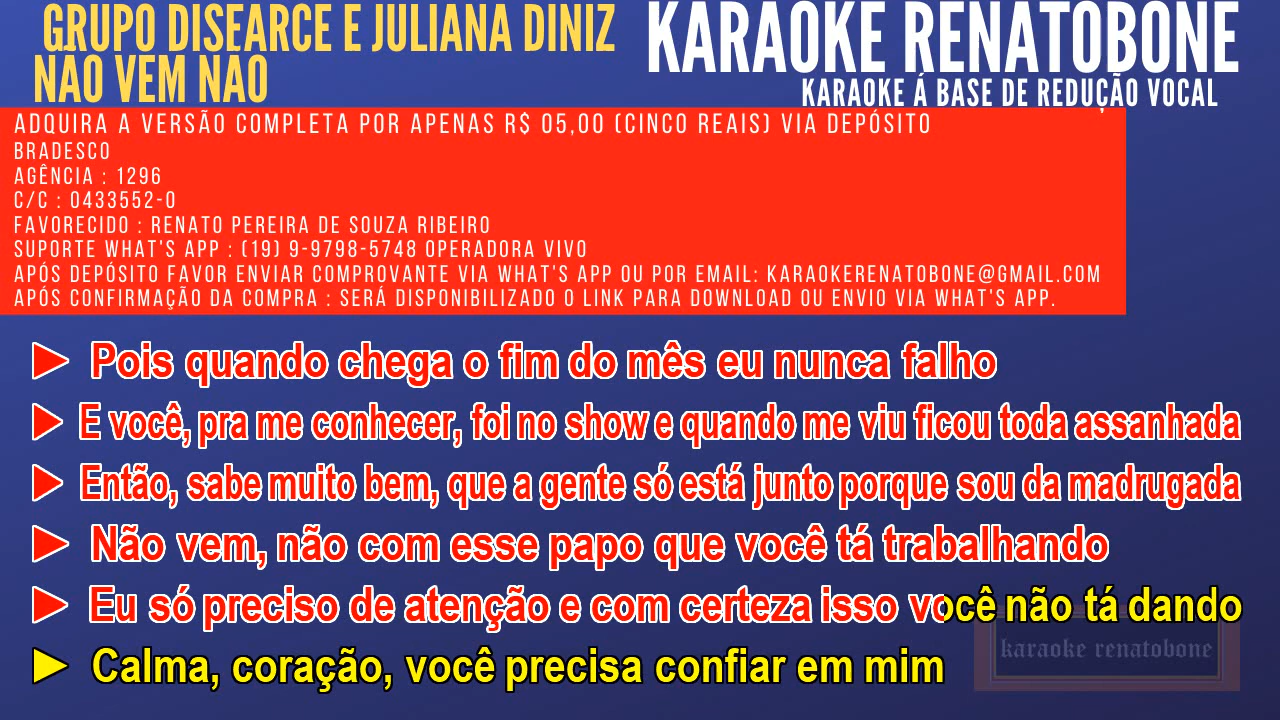 GRUPO DISEARCE E JULIANA DINIZ
NÃO VEM NÃO
KARAOKE RENATOBONE
KARAOKE Á BASE DE REDUÇÃO VOCAL
ADQUIRA A VERSÃO COMPLETA POR APENAS R$ 05,00 (CINCO REAIS) VIA DEPÓSITO
BRADESCO
AGÊNCIA : 1296
C/C : 0433552-0
FAVORECIDO : RENATO PEREIRA DE SOUZA RIBEIRO
SUPORTE WHAT'S APP : (19) 9-9798-5748 OPERADORA VIVO
APÓS DEPÓSITO FAVOR ENVIAR COMPROVANTE VIA WHAT'S APP OU POR EMAIL: KARAOKERENATOBONE@GMAIL.COM
APÓS CONFIRMAÇÃO DA COMPRA : SERÁ DISPONIBILIZADO O LINK PARA DOWNLOAD OU ENVIO VIA WHAT'S APP.
► Pois quando chega o fim do mês eu nunca falho
► E você, pra me conhecer, foi no show e quando me viu ficou toda assanhada
► Então, sabe muito bem, que a gente só está junto porque sou da madrugada
► Não vem, não com esse papo que você tá trabalhando
► Eu só preciso de atenção e com certeza isso você não tá dando
► Calma, coração, você precisa confiar em mim
karaoke renatobone